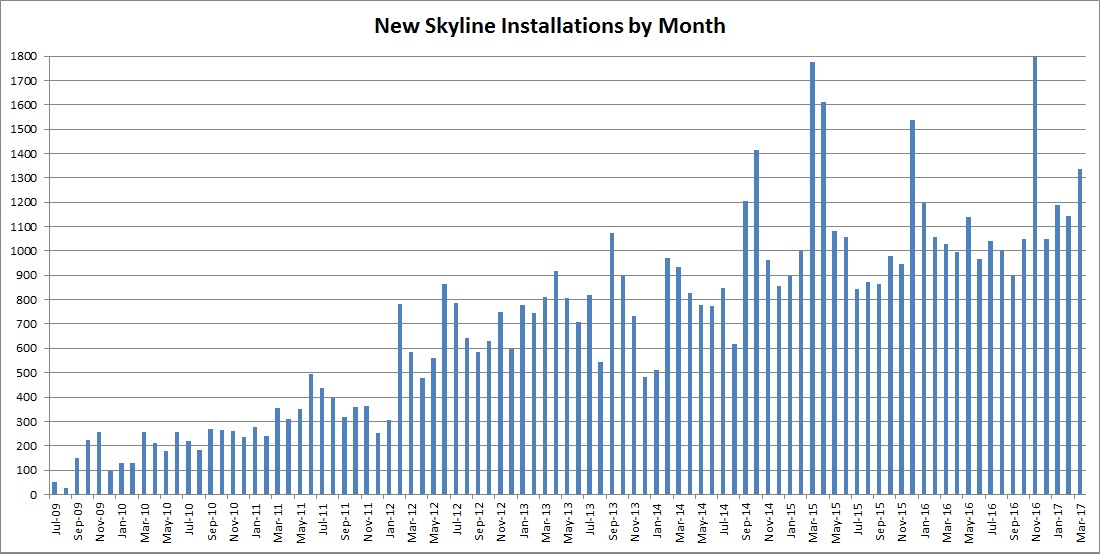 New Skyline Installations by Month
1800
1700
1600
1500
1400
1300
1200
1100
1000
900
800
700
600
500
400
300
200
100
0
Jul-09
Sep-09
Nov-09
Jan-10
Mar-10
May-10
Jul-10
Sep-10
Nov-10
Jan-11
Mar-11
May-11
Jul-11
Sep-11
Nov-11
Jan-12
Mar-12
May-12
Jul-12
Sep-12
Nov-12
Jan-13
Mar-13
May-13
Jul-13
Sep-13
Nov-13
Jan-14
Mar-14
May-14
Jul-14
Sep-14
Nov-14
Jan-15
Mar-15
May-15
Jul-15
Sep-15
Nov-15
Jan-16
Mar-16
May-16
Jul-16
Sep-16
Nov-16
Jan-17
Mar-17